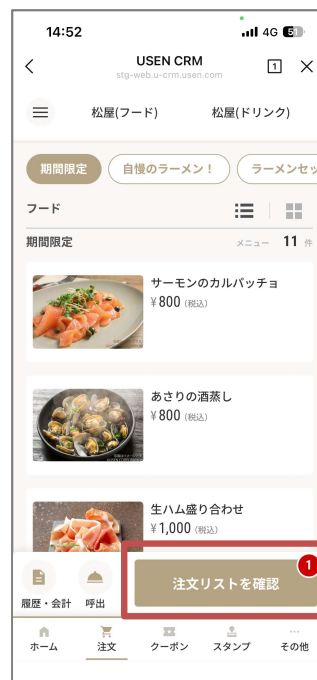 14:52
4G 51
USEN CRM
stg-web.u-crm.usen.com
1
松屋(フード)
松屋(ドリンク)
期間限定
自慢のラーメン！
ラーメンセッ
フード
期間限定
メニュー 11 件
サーモンのカルパッチョ
¥800 (税込)
あさりの酒蒸し
¥800 (税込)
生ハム盛り合わせ
¥1,000 (税込)
履歴・会計
呼出
注文リストを確認
1
ホーム
注文
クーポン
スタンプ
その他